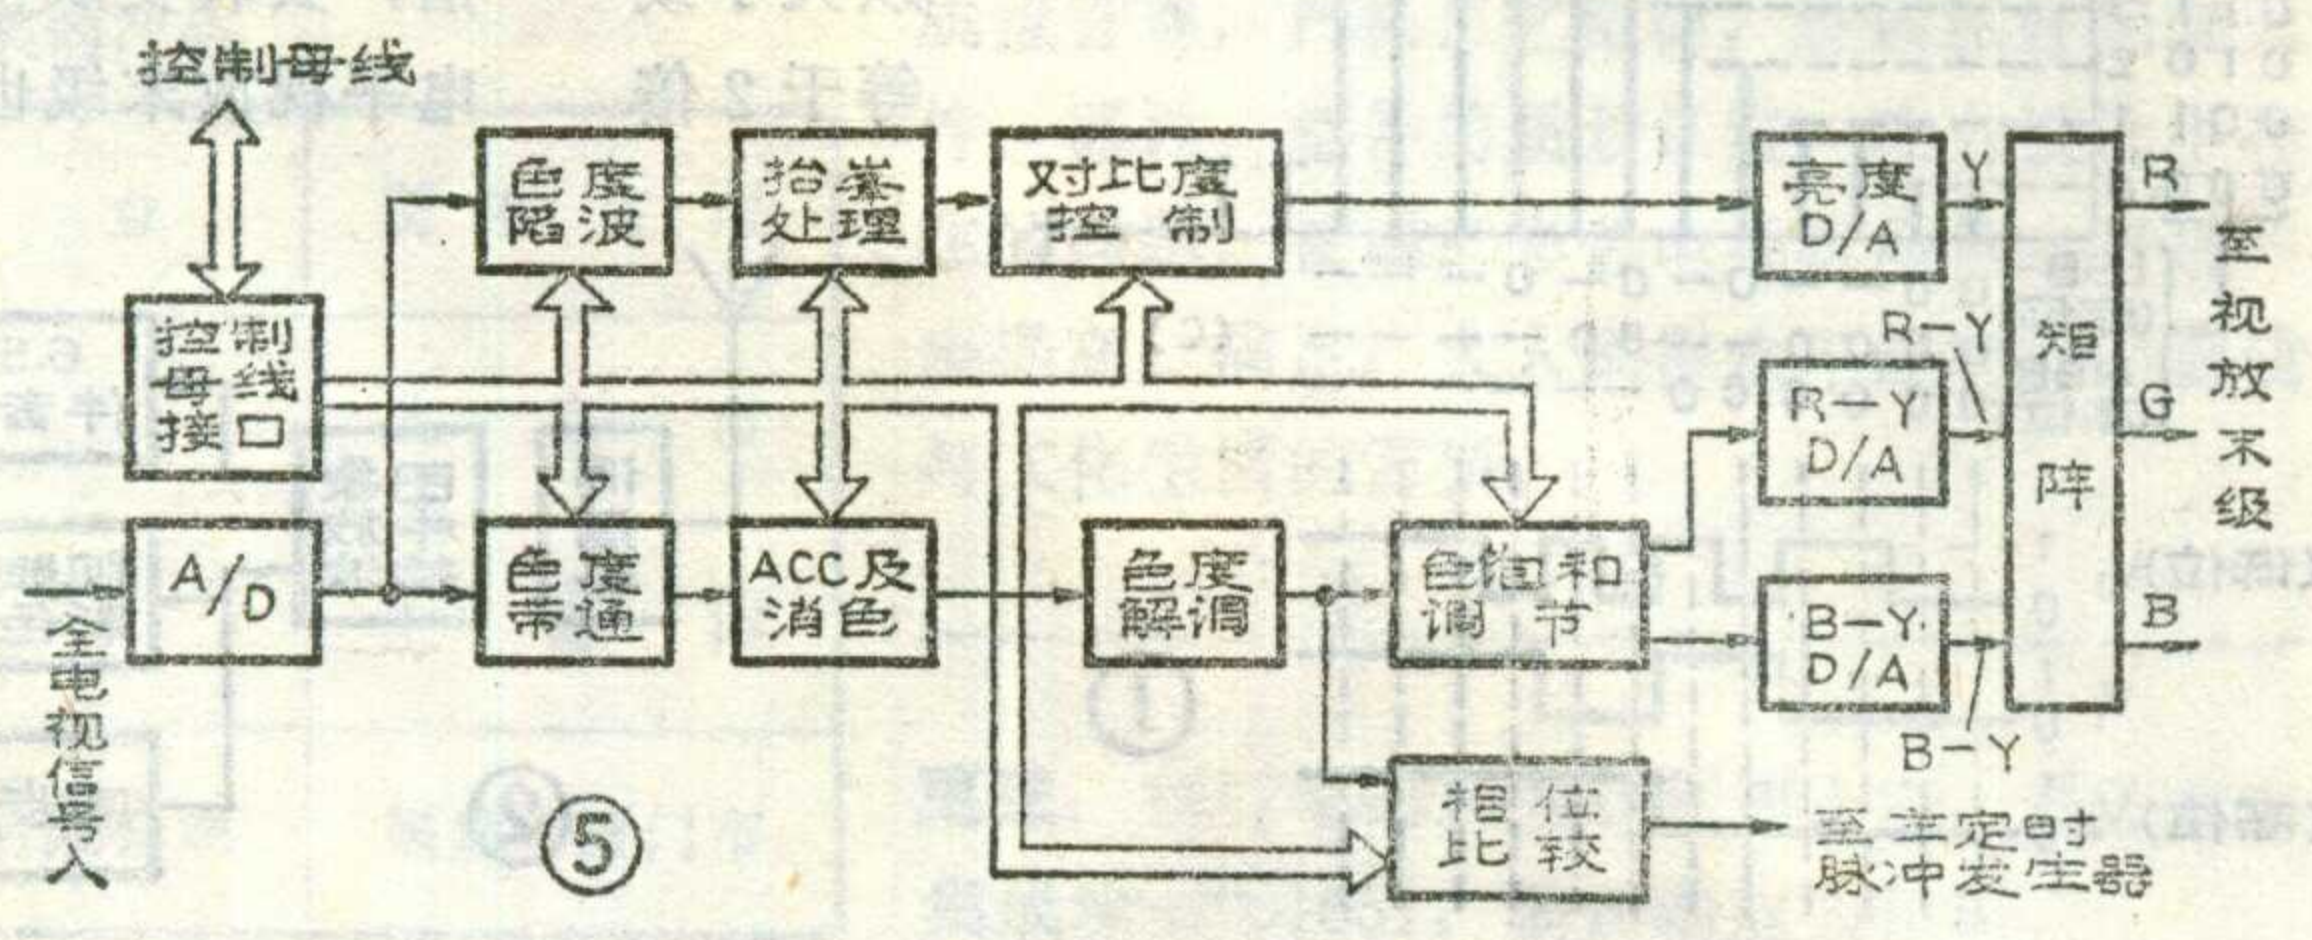 控制母线
色度
陷波
抬峯
处理
对比度
控制
亮度
D/A
Y
矩阵
R
至视放末级
控制
母线
接口
R-Y
R-Y
D/A
G
A/D
色度
带通
ACC及
消色
色度
解调
色饱和
调节
B-Y
D/A
B
B-Y
全电视信号入
相位
比较
至主定时
脉冲发生器
⑤